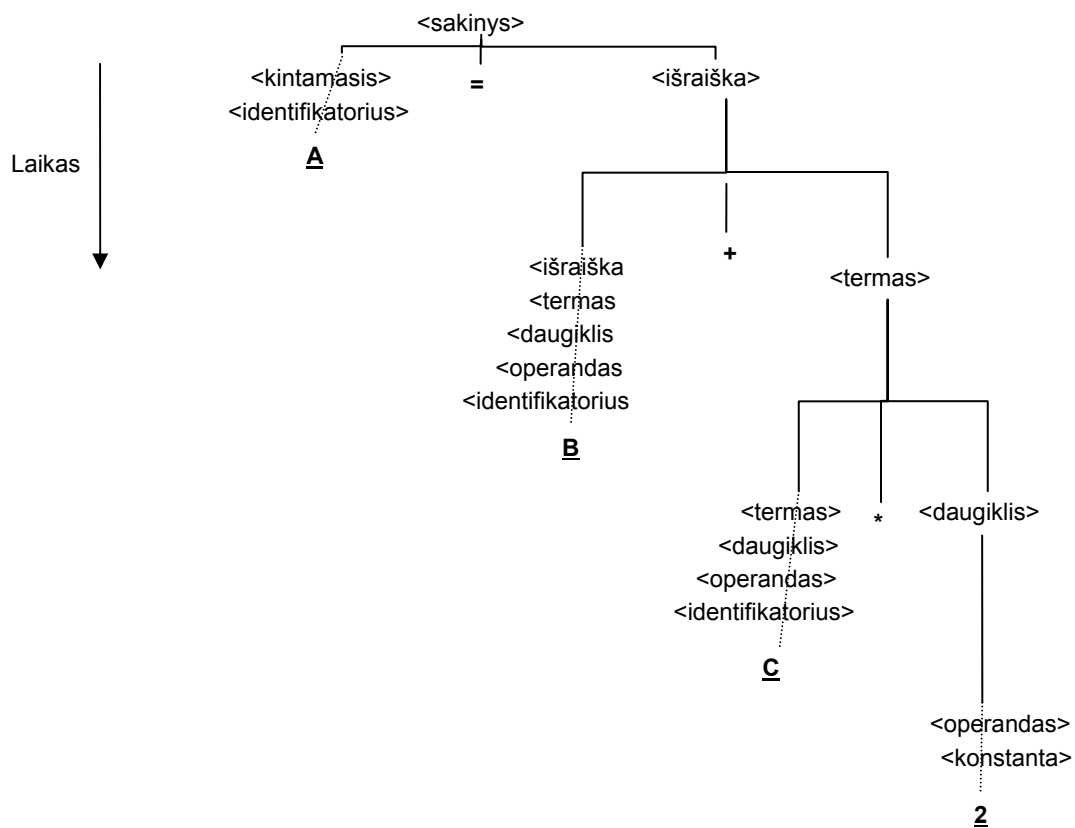 <sakinys>
<kintamasis> = <išraiška>
<identifikatorius>
A
Laikas
<išraiška + <termas>
<termas
<daugiklis
<operandas
<identifikatorius
B
<termas> * <daugiklis>
<daugiklis>
<operandas>
<identifikatorius>
C
<operandas>
<konstanta>
2